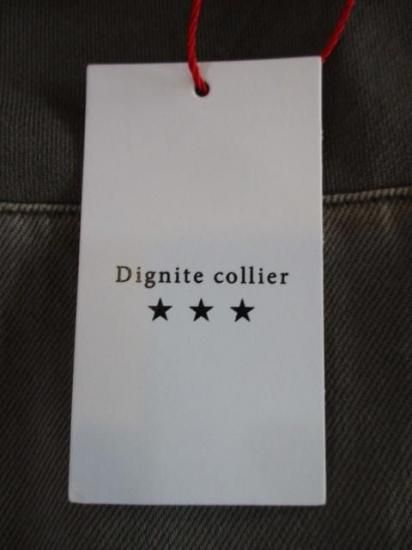 Dignite collier
★ ★ ★